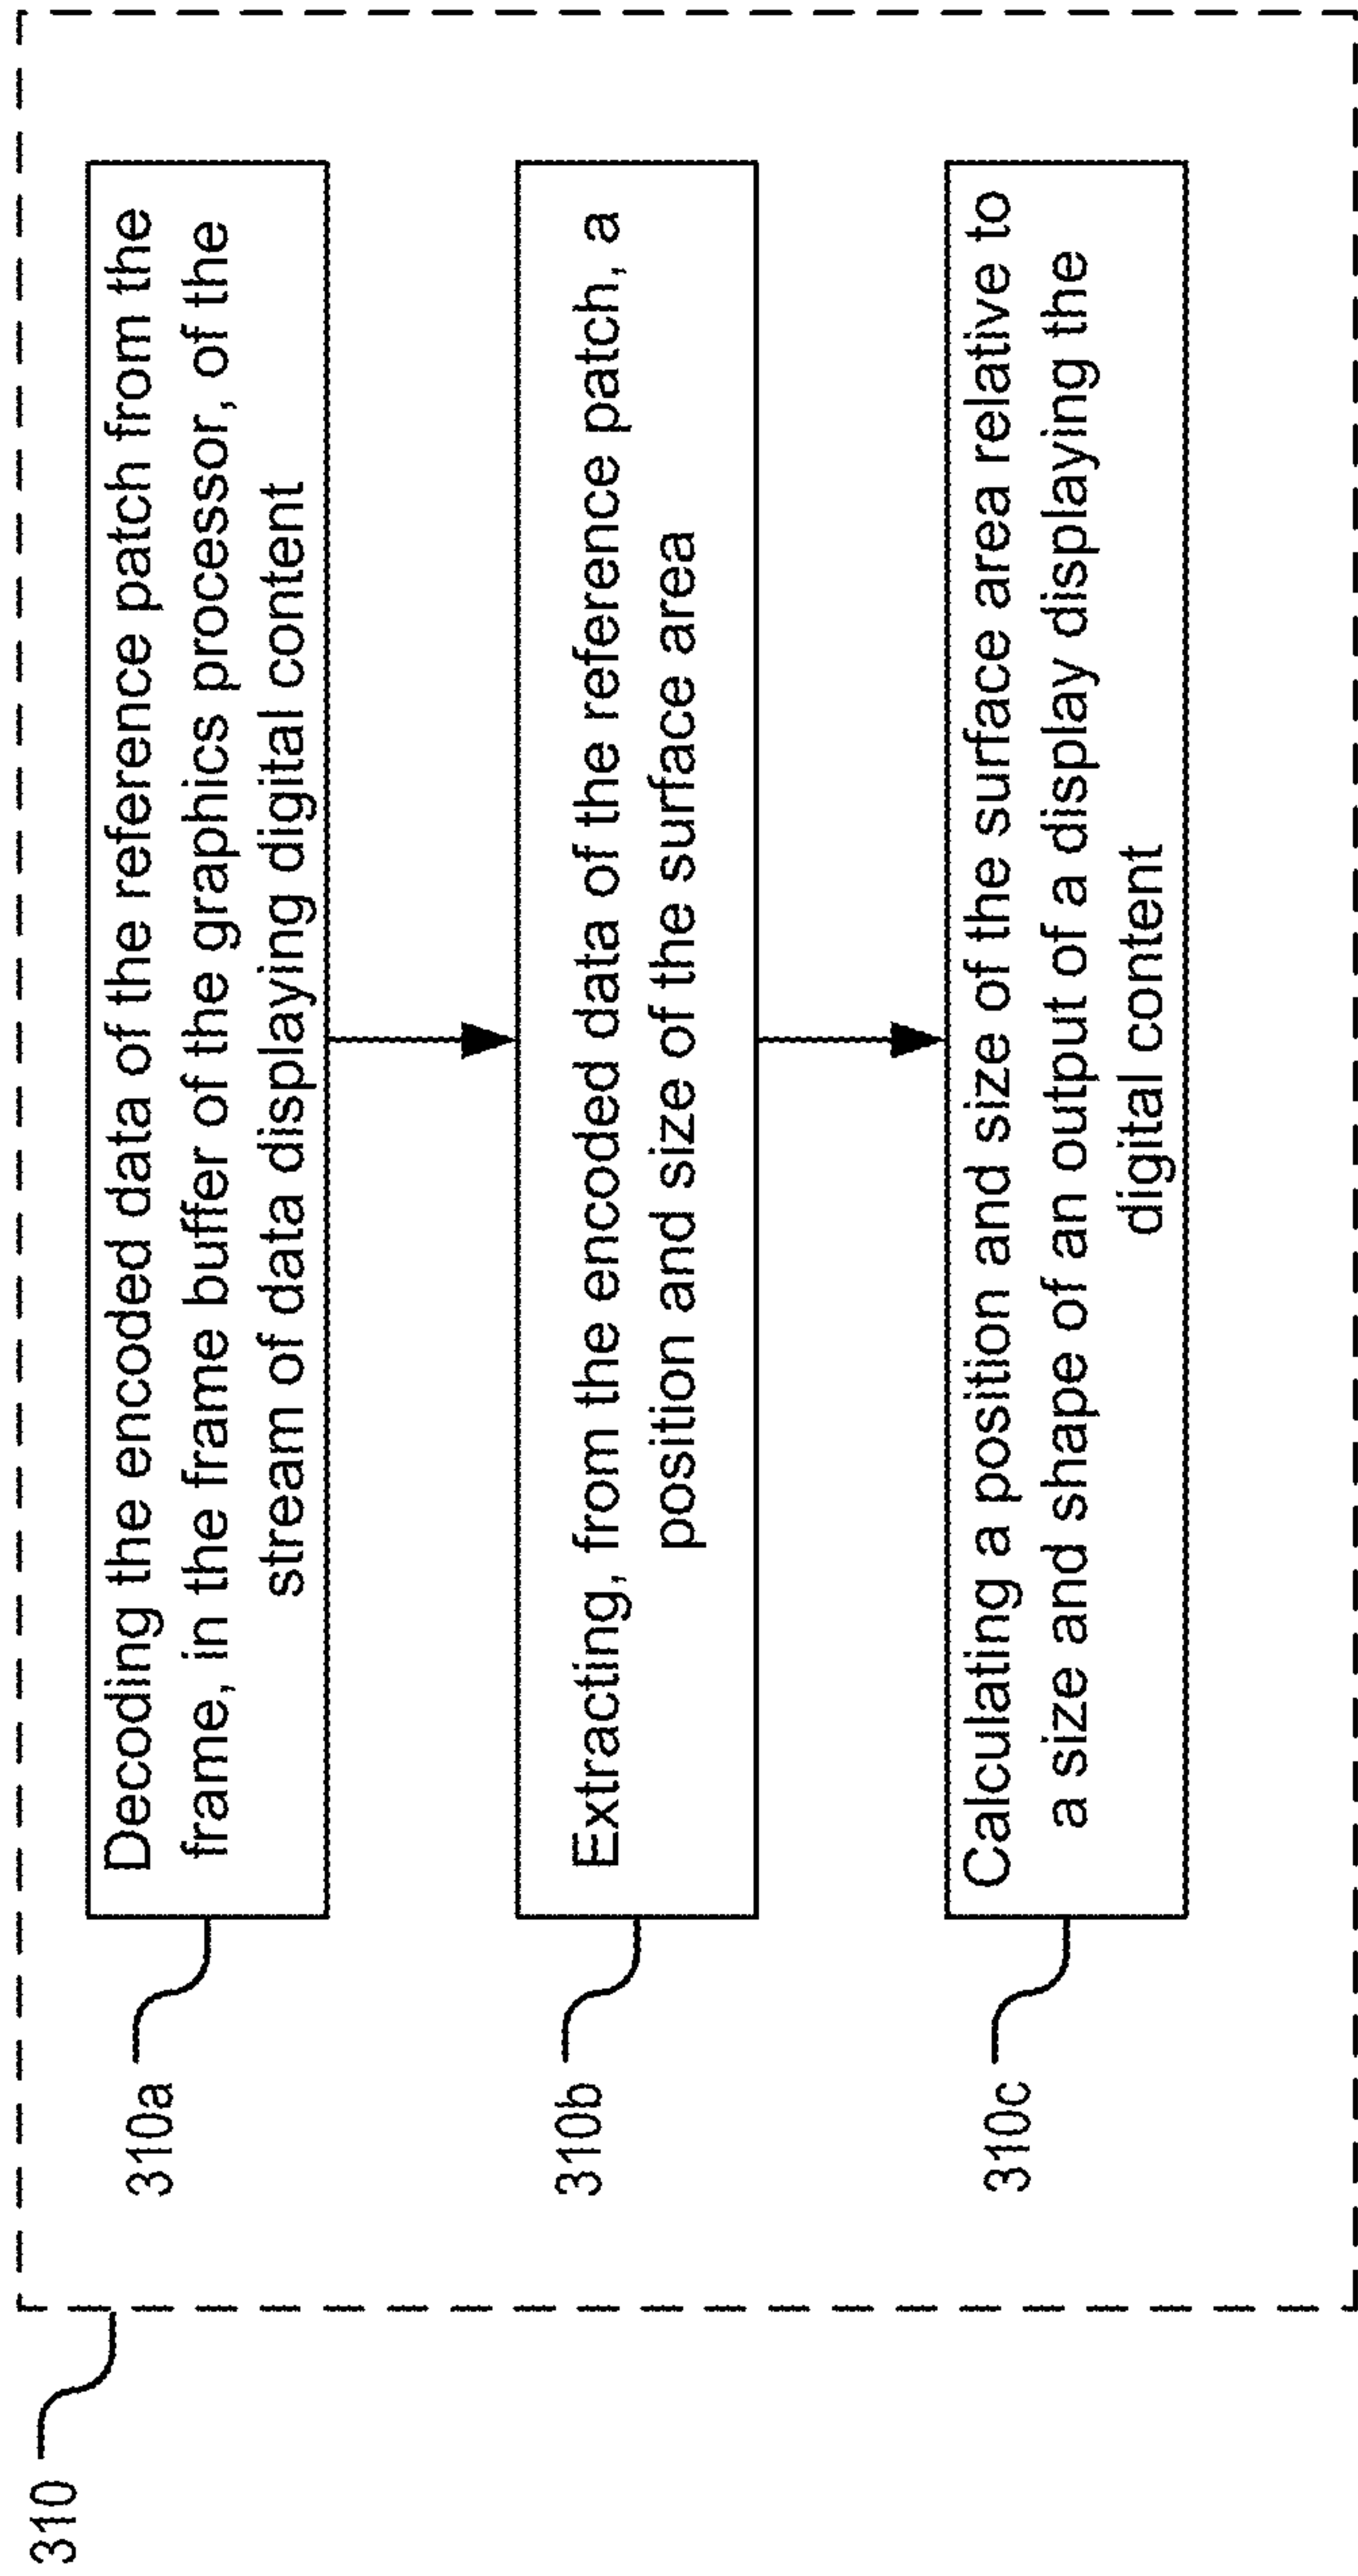 310
310a
Decoding the encoded data of the reference patch from the
frame, in the frame buffer of the graphics processor, of the
stream of data displaying digital content
310b
Extracting, from the encoded data of the reference patch, a
position and size of the surface area
310c
Calculating a position and size of the surface area relative to
a size and shape of an output of a display displaying the
digital content